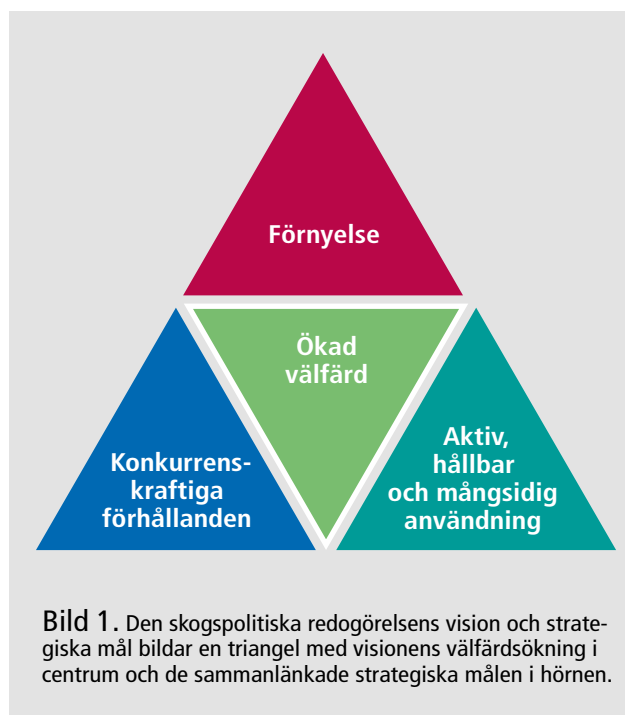 Förnyelse
Ökad
välfärd
Konkurrens-
kraftiga
förhållanden
Aktiv,
hållbar
och mångsidig
användning
Bild 1. Den skogspolitiska redogörelsens vision och strate-
giska mål bildar en triangel med visionens välfärdsökning i
centrum och de sammanlänkade strategiska målen i hörnen.